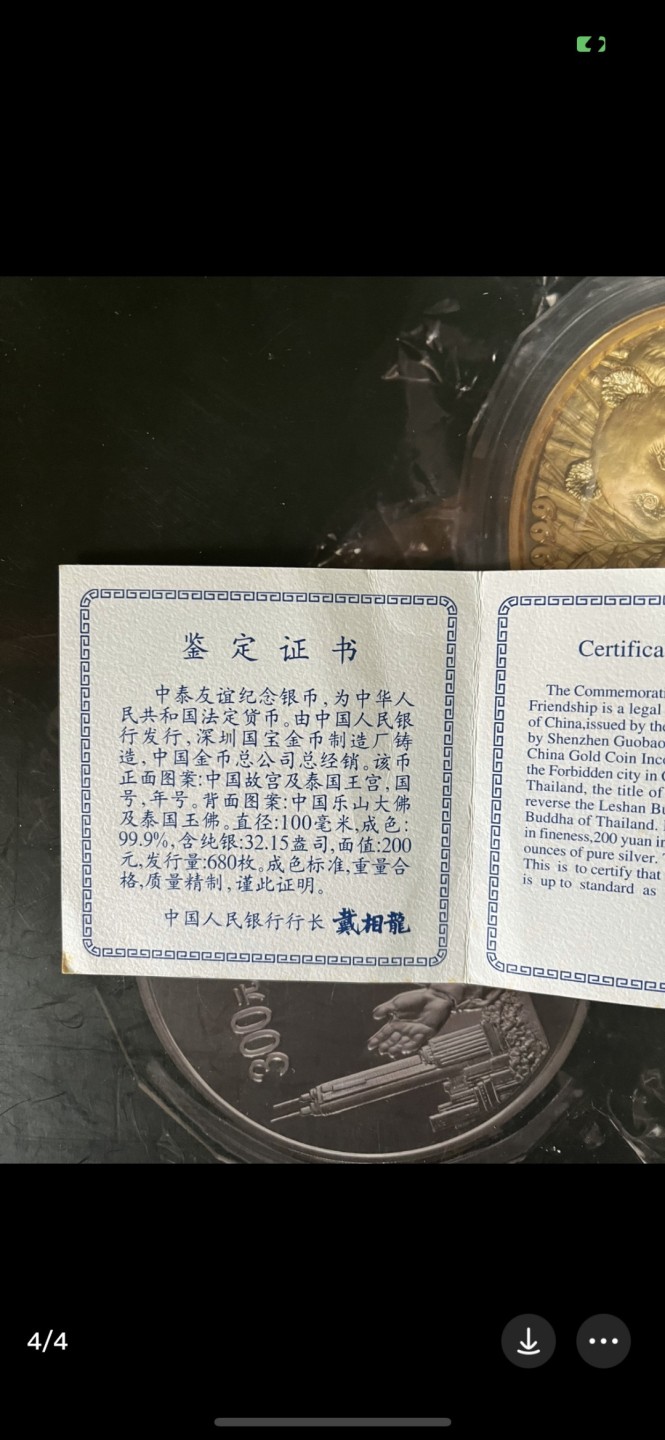 鉴定证书
中泰友谊纪念银币,为中华人
民共和国法定货币。由中国人民银
行发行,深圳国宝金币制造厂铸
造,中国金币总公司总经销。该币
正面图案:中国故宫及泰国王宫,国
号,年号。背面图案:中国乐山大佛
及泰国玉佛。直径:100毫米,成色:
99.9%,含纯银:32.15盎司,面值:200
元,发行量:680枚。成色标准,重量合
格,质量精制,谨此证明。
中国人民银行行长 戴相龍
Certifica
The Commemorat
Friendship is a legal
of China,issued by the
by Shenzhen Guobao
China Gold Coin Inco
the Forbidden city in
Thailand, the title of
reverse the Leshan Bu
Buddha of Thailand.
in fineness,200 yuan in
ounces of pure silver.
This is to certify that
is up to standard as
300元
4/4